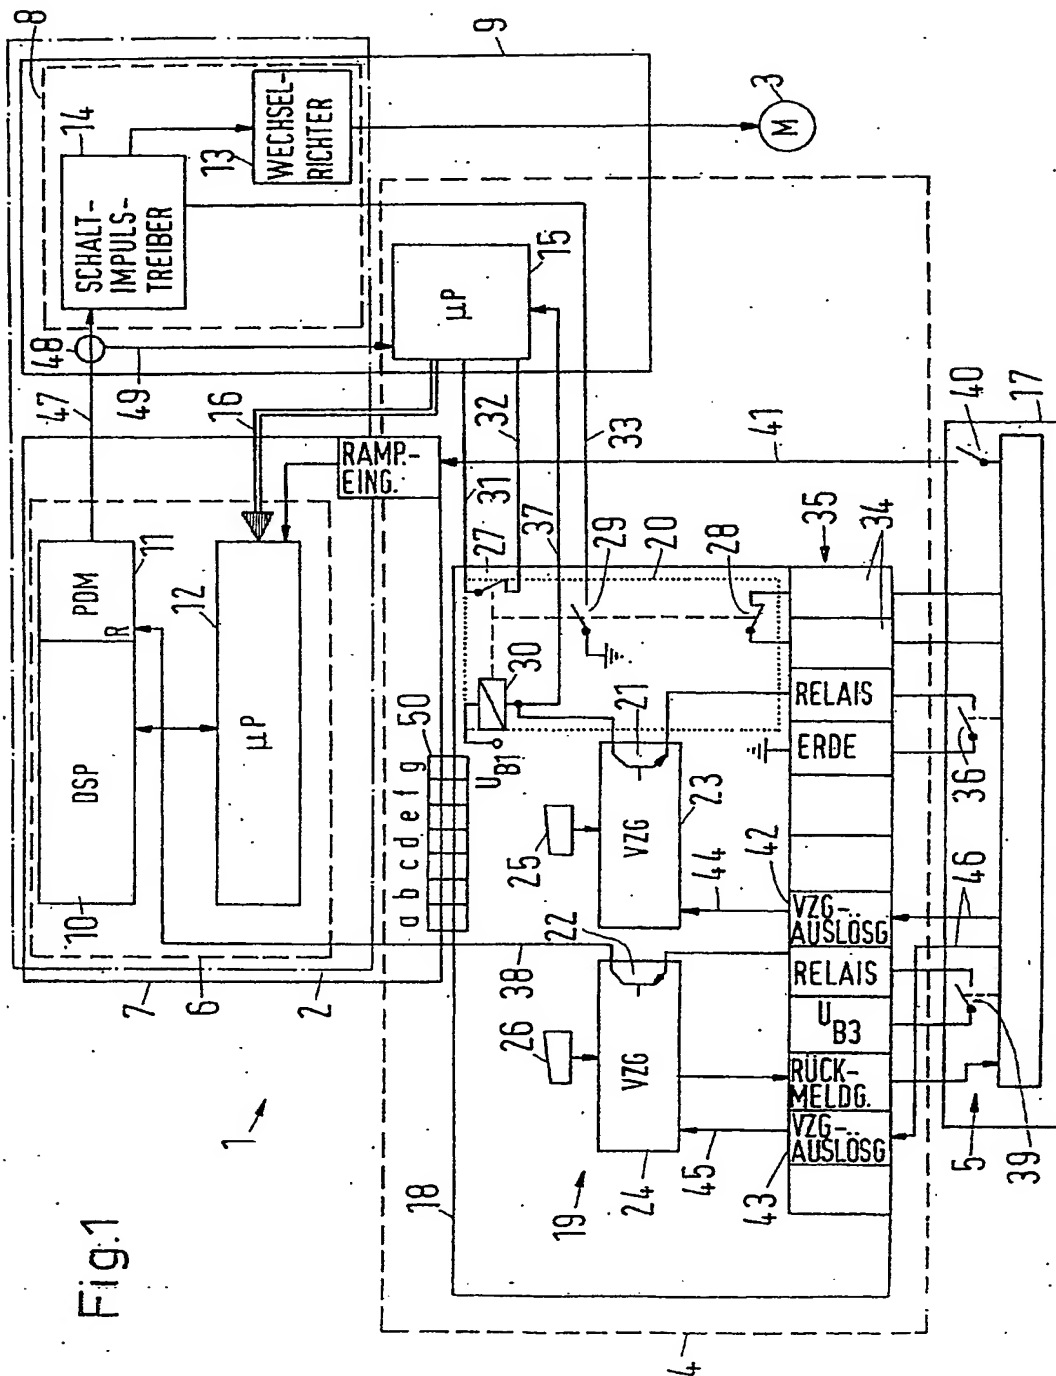 Fig.1
1
2
6
7
DSP
10
PDM
R
11
µP
12
RAMP.-
EING.
16
47
48
49
8
9
SCHALT-
IMPULS-
TREIBER
14
WECHSEL-
RICHTER
13
M
3
µP
15
31
32
33
37
41
4
18
19
a b c d e f g
50
U B1
30
27
29
28
20
38
26
25
22
21
VZG
24
VZG
23
45
44
43
42
VZG-
AUSLÖSG
RÜCK-
MELDG.
U B3
RELAIS
VZG-
AUSLÖSG
ERDE
RELAIS
34
35
5
39
46
36
40
17